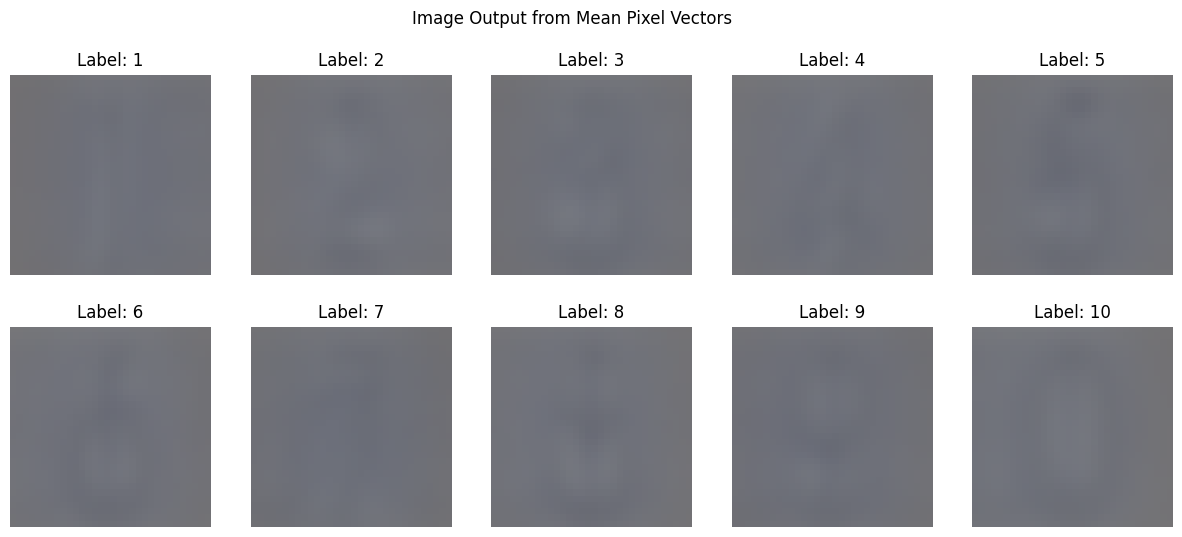 Image Output from Mean Pixel Vectors
Label: 1
Label: 2
Label: 3
Label: 4
Label: 5
Label: 6
Label: 7
Label: 8
Label: 9
Label: 10